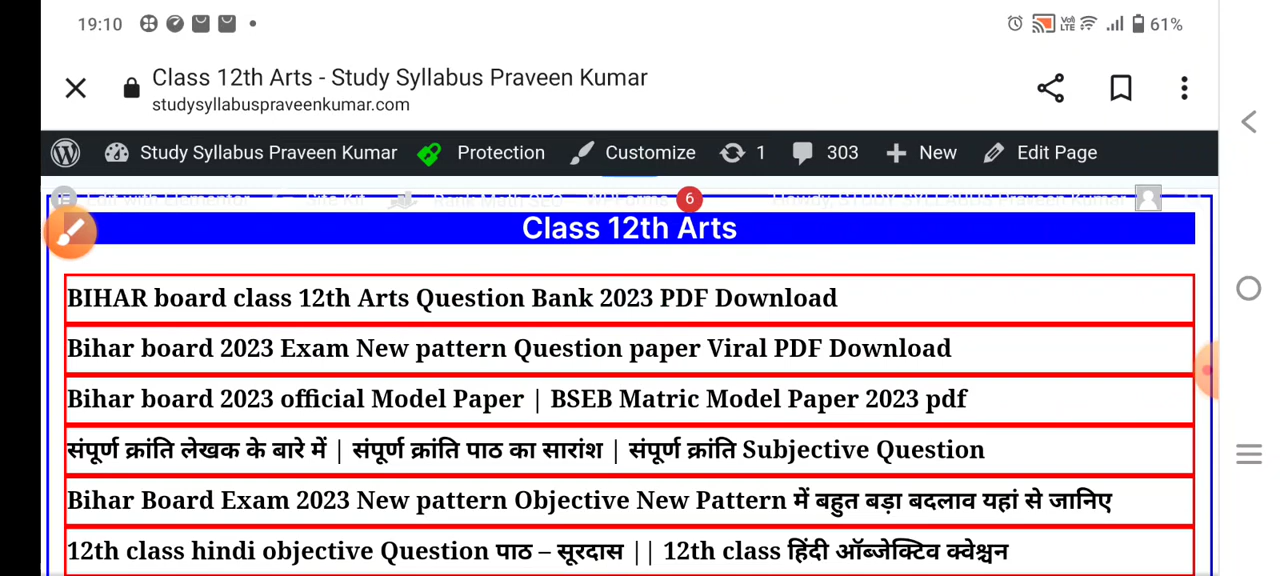 19:10 VoD LTE 61%
Class 12th Arts - Study Syllabus Praveen Kumar
studysyllabuspraveenkumar.com
Study Syllabus Praveen Kumar Protection Customize 1 303 + New Edit Page
6
Class 12th Arts
BIHAR board class 12th Arts Question Bank 2023 PDF Download
Bihar board 2023 Exam New pattern Question paper Viral PDF Download
Bihar board 2023 official Model Paper | BSEB Matric Model Paper 2023 pdf
संपूर्ण क्रांति लेखक के बारे में | संपूर्ण क्रांति पाठ का सारांश | संपूर्ण क्रांति Subjective Question
Bihar Board Exam 2023 New pattern Objective New Pattern में बहुत बड़ा बदलाव यहां से जानिए
12th class hindi objective Question पाठ – सूरदास || 12th class हिंदी ऑब्जेक्टिव क्वेश्चन